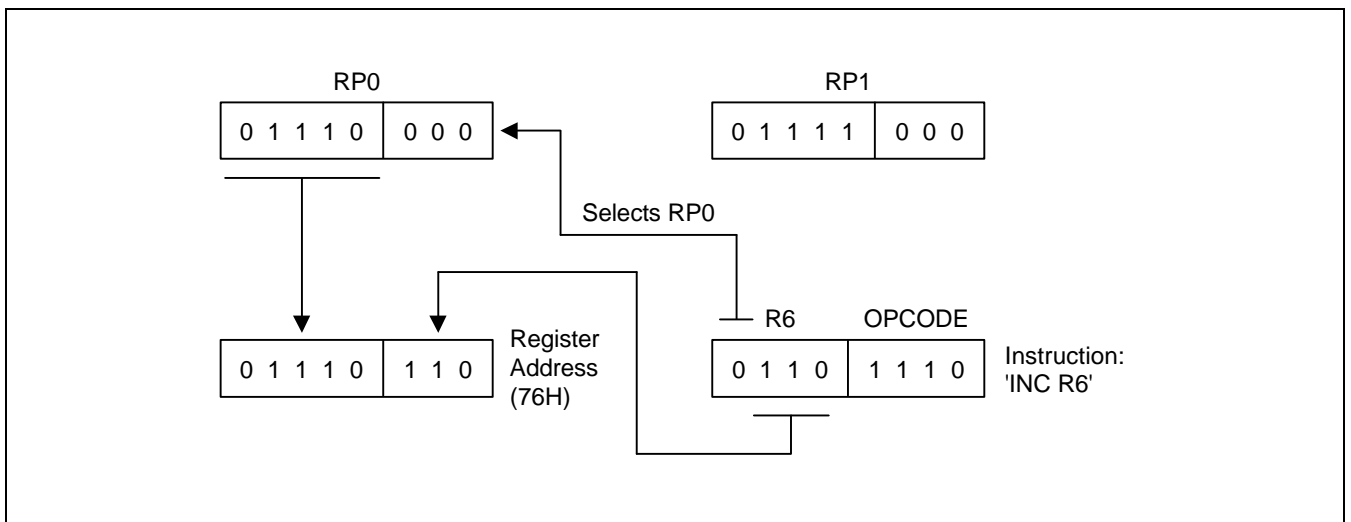 RP0
RP1
0 1 1 1 0 0 0 0
0 1 1 1 1 0 0 0
Selects RP0
R6 OPCODE
0 1 1 1 0 1 1 0
Register
Address
(76H)
0 1 1 0 1 1 1 0
Instruction:
'INC R6'